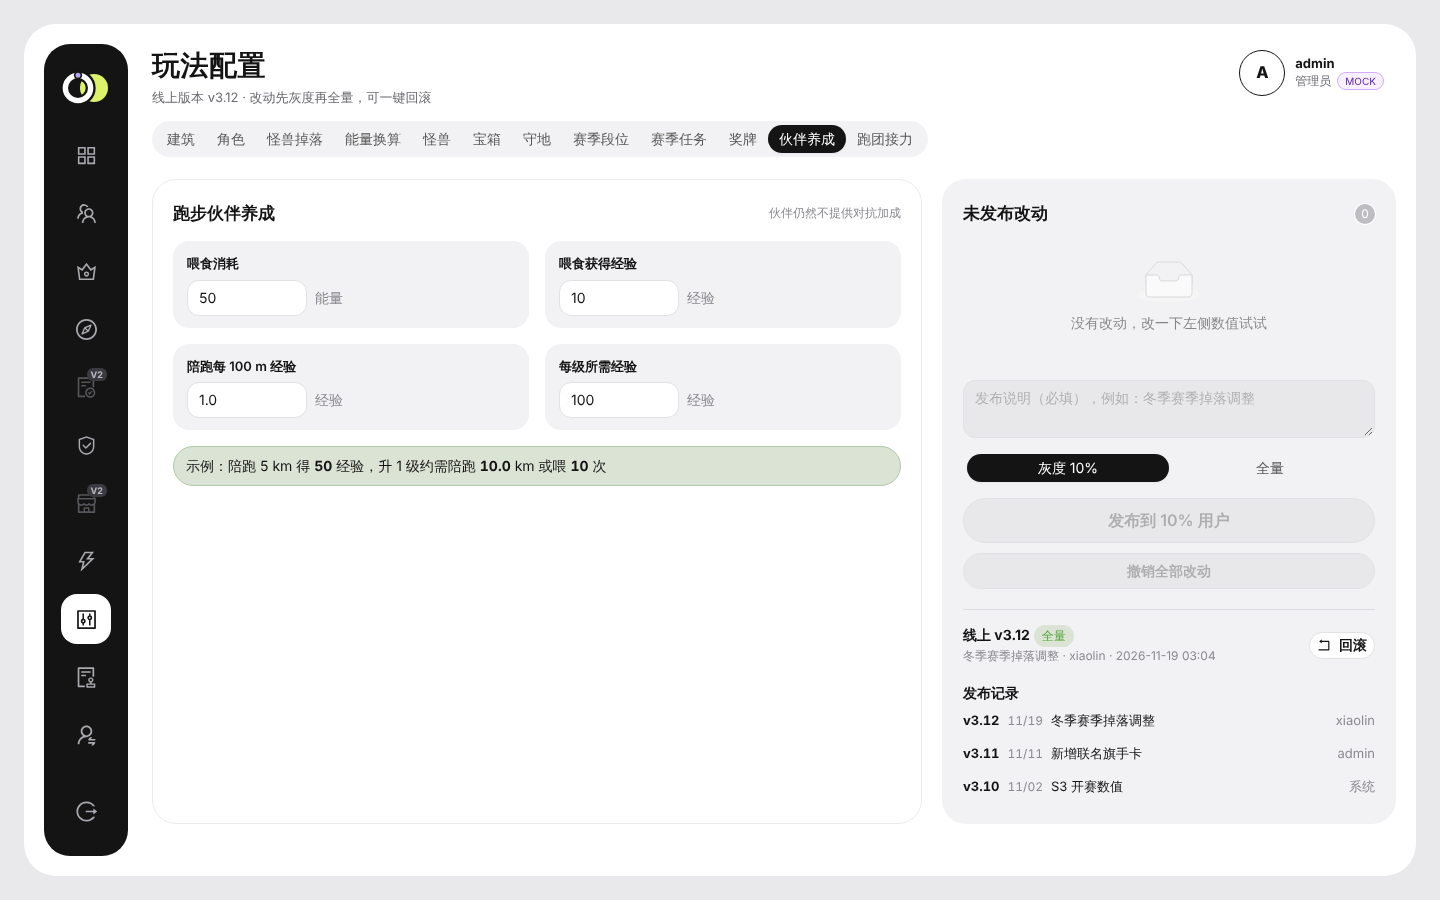 玩法配置
线上版本 v3.12 · 改动先灰度再全量，可一键回滚
A
admin
管理员 MOCK
建筑 角色 怪兽掉落 能量换算 怪兽 宝箱 守地 赛季段位 赛季任务 奖牌 伙伴养成 跑团接力
V2
V2
跑步伙伴养成
伙伴仍然不提供对抗加成
喂食消耗
50 能量
喂食获得经验
10 经验
陪跑每 100 m 经验
1.0 经验
每级所需经验
100 经验
示例：陪跑 5 km 得 50 经验，升 1 级约需陪跑 10.0 km 或喂 10 次
未发布改动
0
没有改动，改一下左侧数值试试
发布说明（必填），例如：冬季赛季掉落调整
灰度 10% 全量
发布到 10% 用户
撤销全部改动
线上 v3.12 全量
冬季赛季掉落调整 · xiaolin · 2026-11-19 03:04
回滚
发布记录
v3.12 11/19 冬季赛季掉落调整 xiaolin
v3.11 11/11 新增联名旗手卡 admin
v3.10 11/02 S3 开赛数值 系统